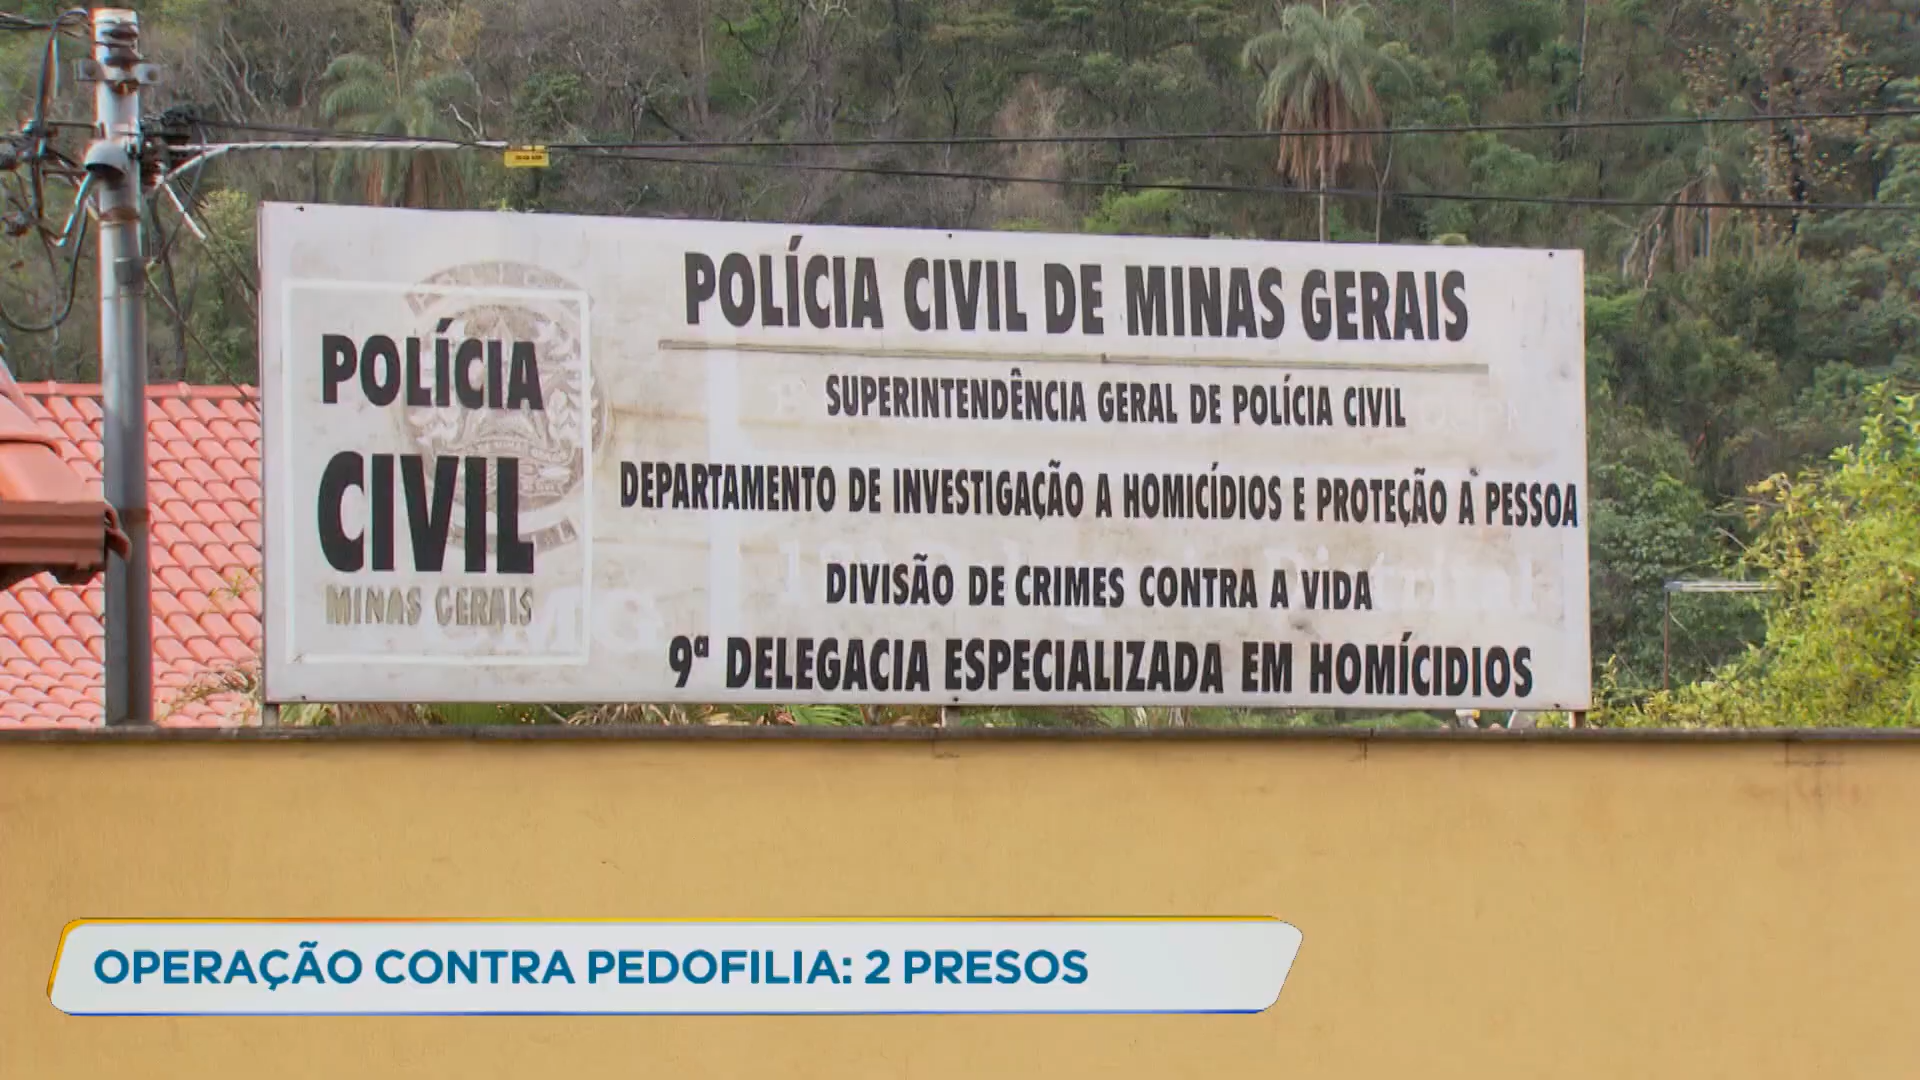 POLÍCIA
CIVIL
MINAS GERAIS
POLÍCIA CIVIL DE MINAS GERAIS
SUPERINTENDÊNCIA GERAL DE POLÍCIA CIVIL
DEPARTAMENTO DE INVESTIGAÇÃO A HOMICÍDIOS E PROTEÇÃO À PESSOA
DIVISÃO DE CRIMES CONTRA A VIDA
9ª DELEGACIA ESPECIALIZADA EM HOMÍCIDIOS
OPERAÇÃO CONTRA PEDOFILIA: 2 PRESOS